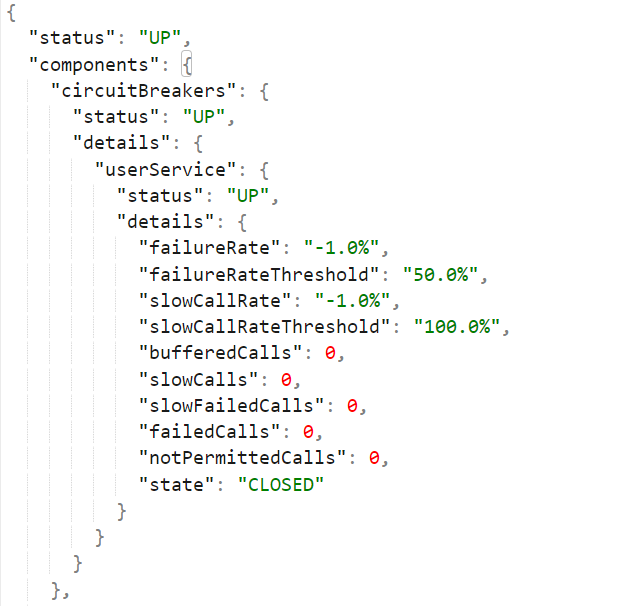 {
  "status": "UP",
  "components": {
    "circuitBreakers": {
      "status": "UP",
      "details": {
        "userService": {
          "status": "UP",
          "details": {
            "failureRate": "-1.0%",
            "failureRateThreshold": "50.0%",
            "slowCallRate": "-1.0%",
            "slowCallRateThreshold": "100.0%",
            "bufferedCalls": 0,
            "slowCalls": 0,
            "slowFailedCalls": 0,
            "failedCalls": 0,
            "notPermittedCalls": 0,
            "state": "CLOSED"
          }
        }
      }
    },